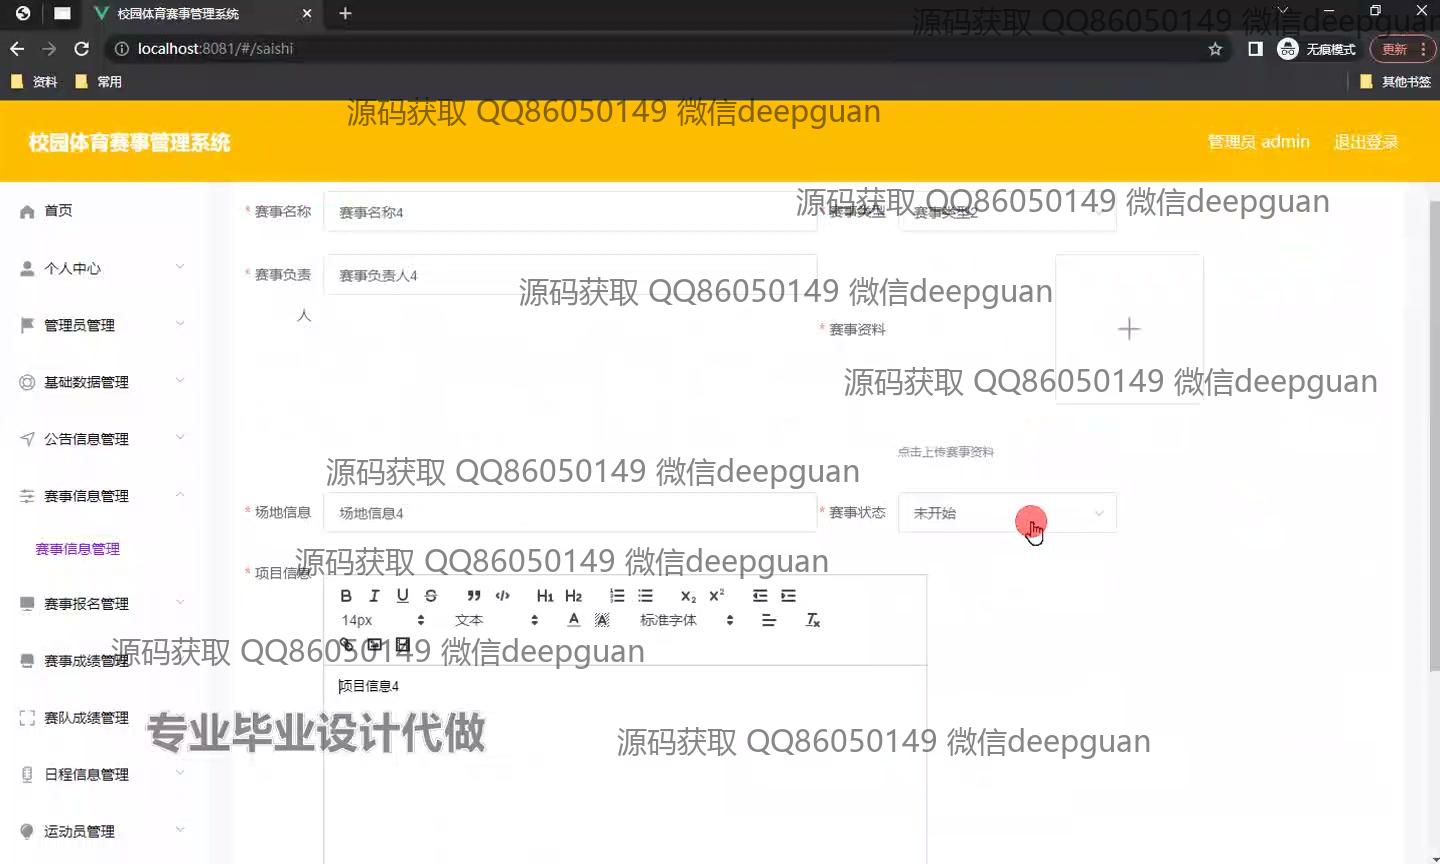 校园体育赛事管理系统
源码获取 QQ86050149 微信deepguan
localhost:8081/#/saishi
无痕模式
更新
资料
常用
其他书签
源码获取 QQ86050149 微信deepguan
校园体育赛事管理系统
管理员 admin
退出登录
首页
* 赛事名称
赛事名称4
* 赛事类型
赛事类型2
源码获取 QQ86050149 微信deepguan
个人中心
* 赛事负责人
赛事负责人4
源码获取 QQ86050149 微信deepguan
管理员管理
* 赛事资料
基础数据管理
源码获取 QQ86050149 微信deepguan
公告信息管理
点击上传赛事资料
源码获取 QQ86050149 微信deepguan
赛事信息管理
* 场地信息
场地信息4
* 赛事状态
未开始
赛事信息管理
源码获取 QQ86050149 微信deepguan
* 项目信息
B I U S H1 H2 X2 X2
赛事报名管理
14px 文本 A A 标准字体 Tx
赛事成绩管理
源码获取 QQ86050149 微信deepguan
项目信息4
赛队成绩管理
专业毕业设计代做
源码获取 QQ86050149 微信deepguan
日程信息管理
运动员管理